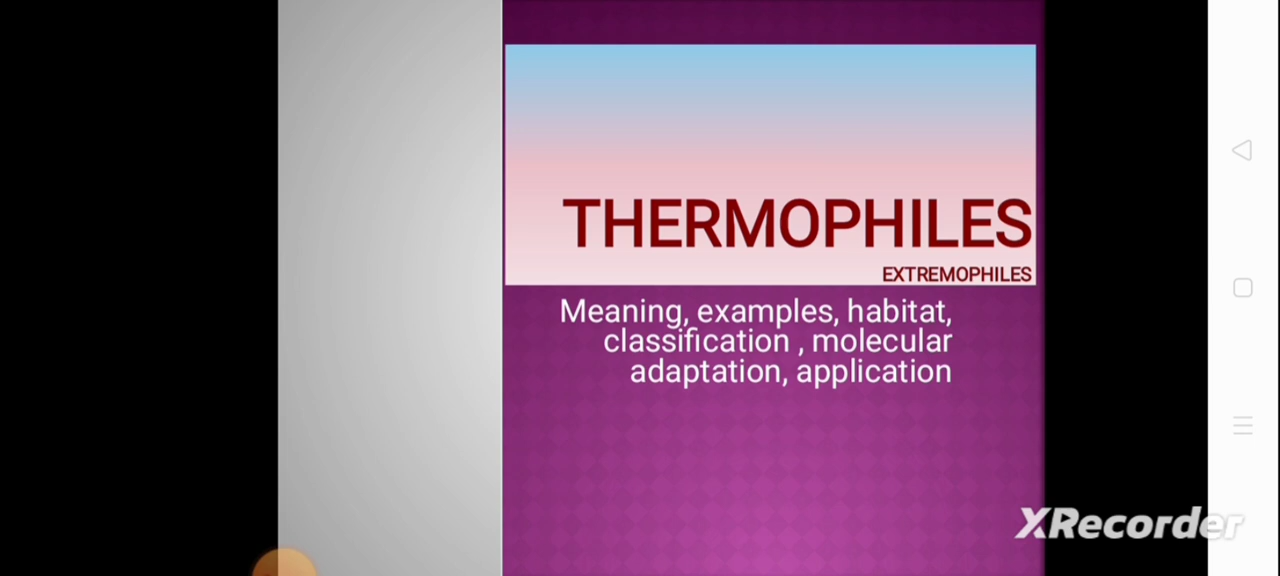 THERMOPHILES
EXTREMOPHILES
Meaning, examples, habitat,
classification , molecular
adaptation, application
XRecorder